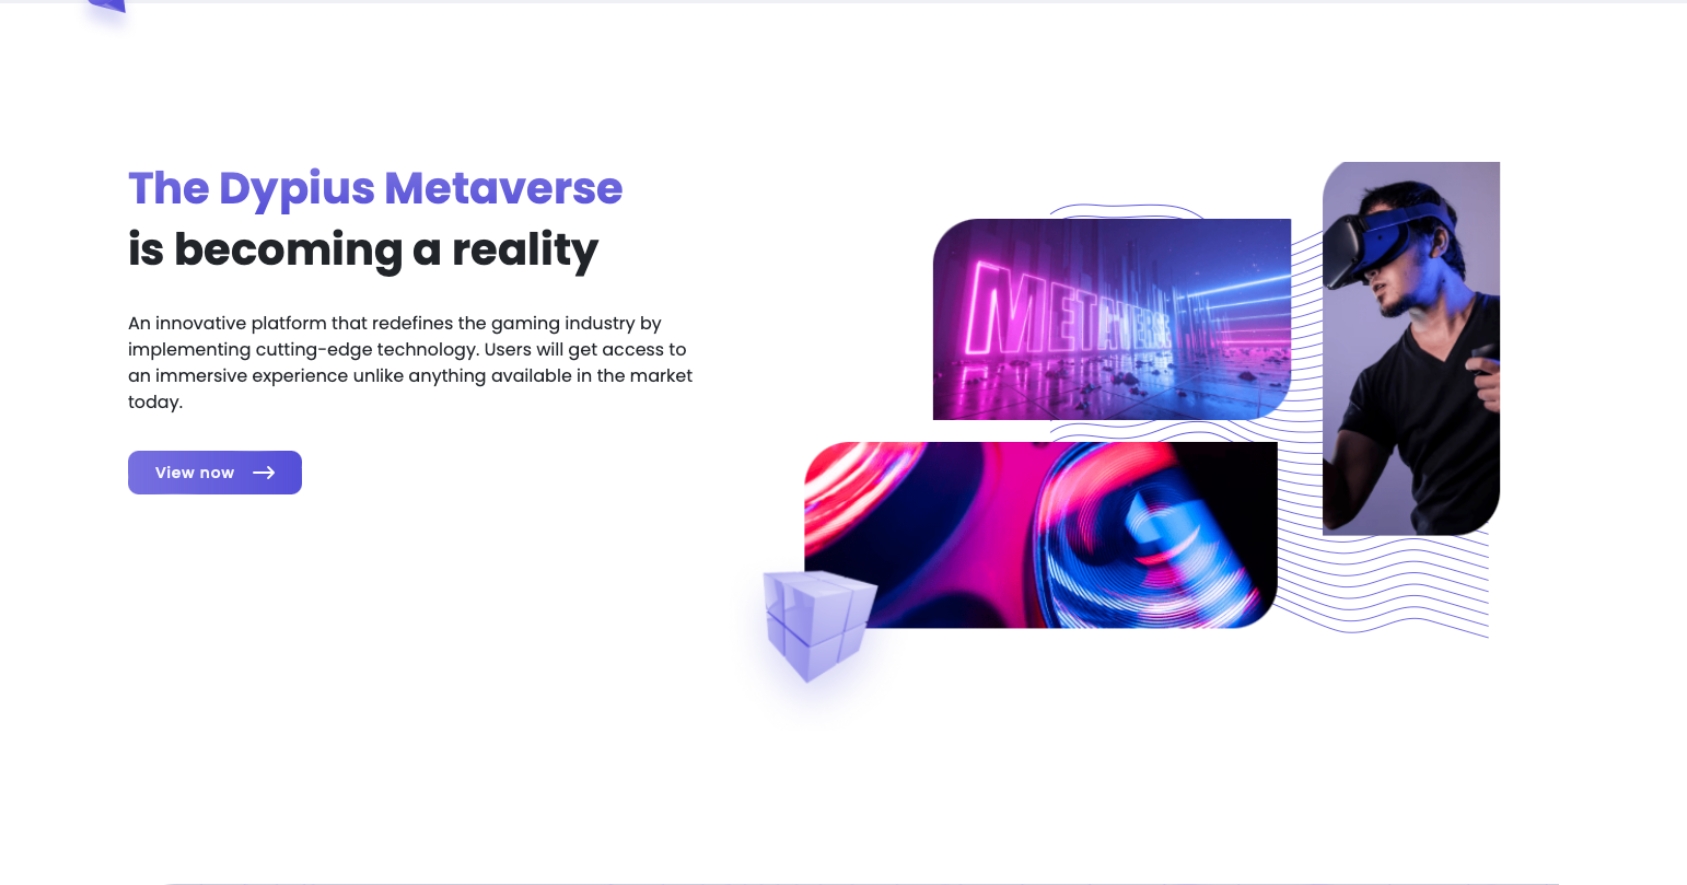 The Dypius Metaverse
is becoming a reality
An innovative platform that redefines the gaming industry by
implementing cutting-edge technology. Users will get access to
an immersive experience unlike anything available in the market
today.
View now
METAVERSE